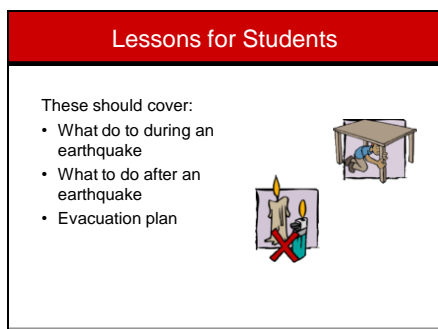 Lessons for Students
These should cover:
• What do to during an
earthquake
• What to do after an
earthquake
• Evacuation plan